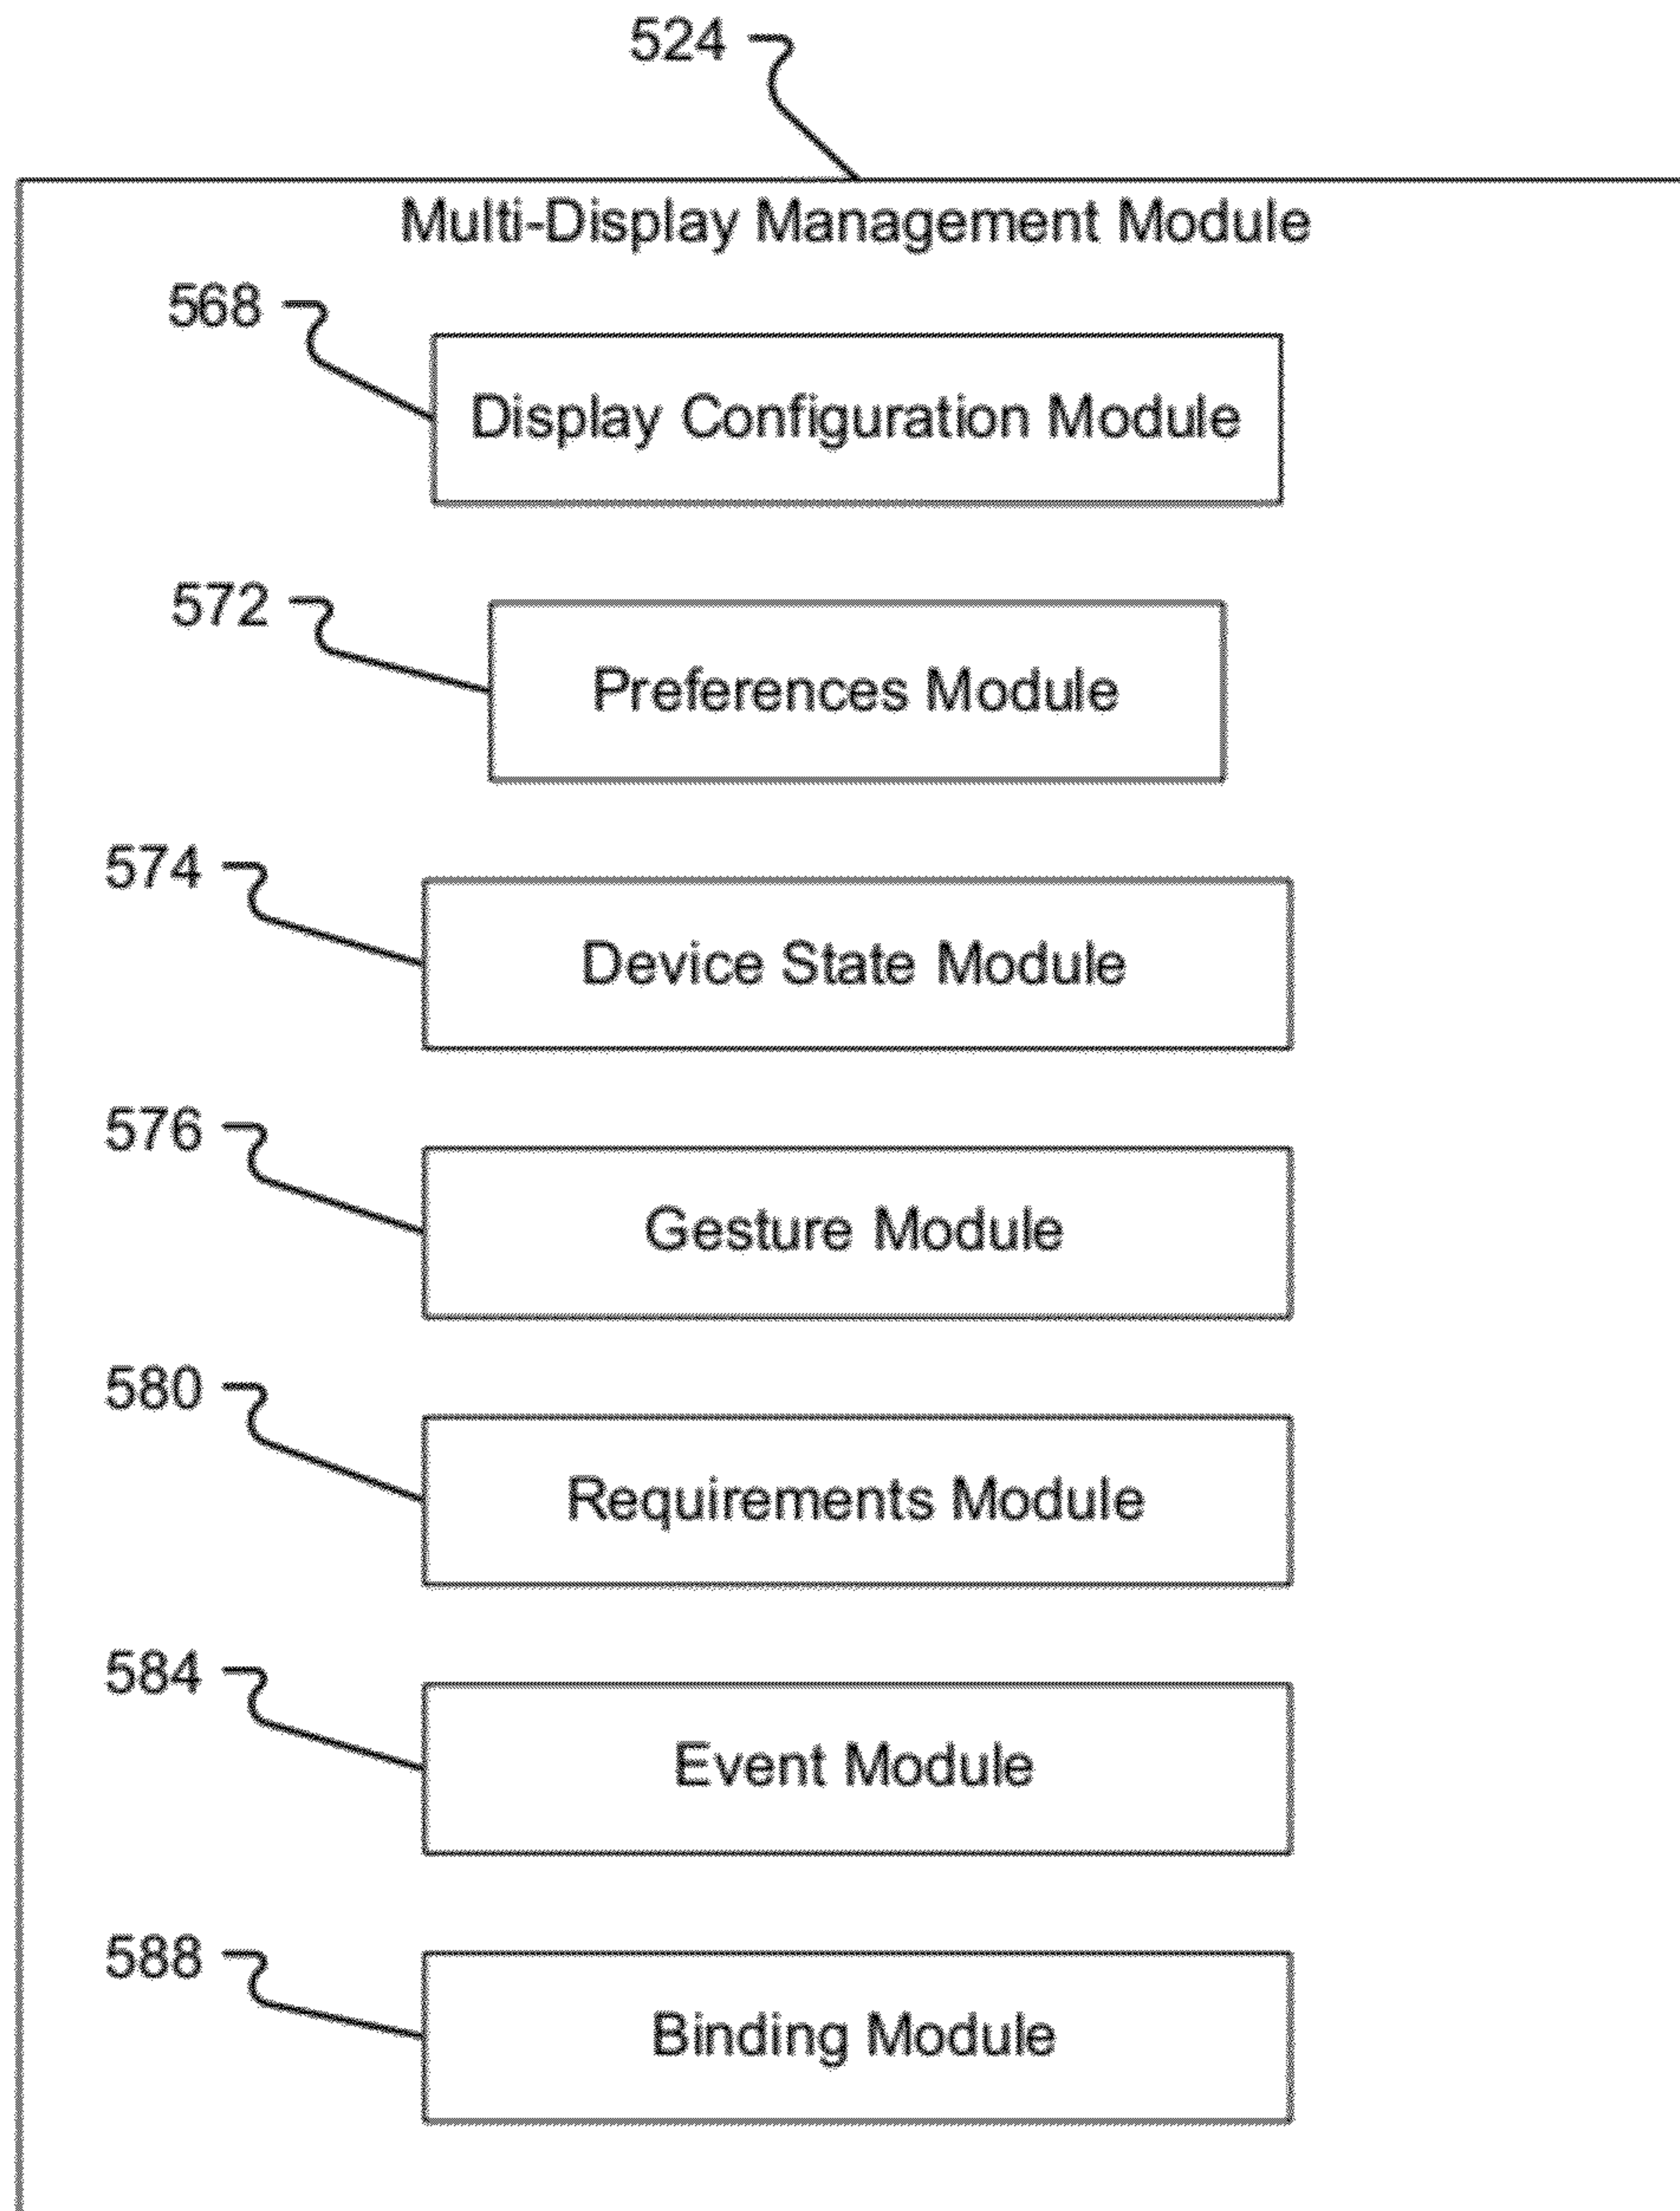 524
Multi-Display Management Module
568
Display Configuration Module
572
Preferences Module
574
Device State Module
576
Gesture Module
580
Requirements Module
584
Event Module
588
Binding Module